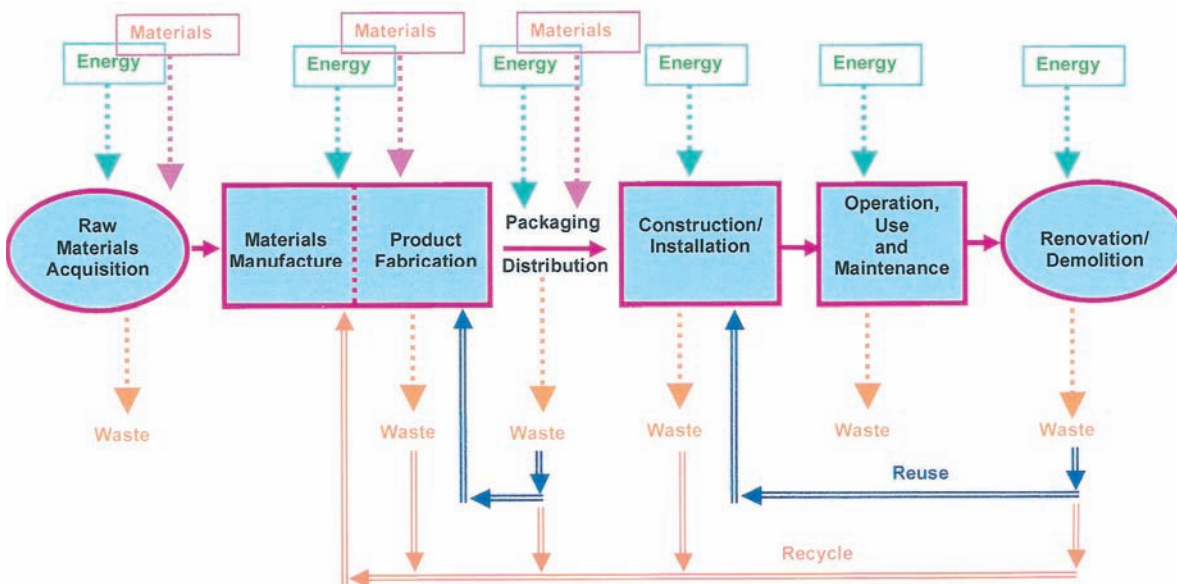 Materials
Materials
Materials
Energy
Energy
Energy
Energy
Energy
Energy
Raw
Materials
Acquisition
Materials
Manufacture
Product
Fabrication
Packaging
Distribution
Construction/
Installation
Operation,
Use
and
Maintenance
Renovation/
Demolition
Waste
Waste
Waste
Waste
Waste
Waste
Reuse
Recycle